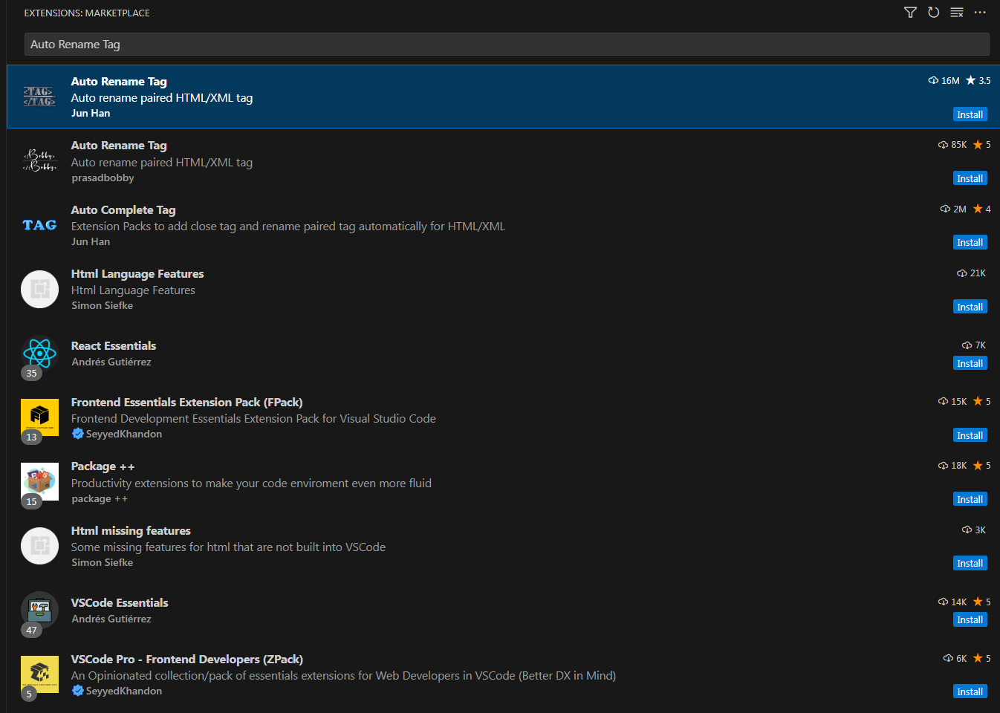 EXTENSIONS: MARKETPLACE
Auto Rename Tag
<TAG>
</TAG>
Auto Rename Tag
16M 3.5
Auto rename paired HTML/XML tag
Jun Han
Install
<Bobby>
</Bobby>
Auto Rename Tag
85K 5
Auto rename paired HTML/XML tag
prasadbobby
Install
TAG
Auto Complete Tag
2M 4
Extension Packs to add close tag and rename paired tag automatically for HTML/XML
Jun Han
Install
Html Language Features
21K
Html Language Features
Simon Siefke
Install
React Essentials
7K
Andrés Gutiérrez
Install
35
Frontend Essentials Extension Pack (FPack)
15K 5
Frontend Development Essentials Extension Pack for Visual Studio Code
SeyyedKhandon
Install
13
Package ++
18K 5
Productivity extensions to make your code enviroment even more fluid
package ++
Install
15
Html missing features
3K
Some missing features for html that are not built into VSCode
Simon Siefke
Install
VSCode Essentials
14K 5
Andrés Gutiérrez
Install
47
VSCode Pro - Frontend Developers (ZPack)
6K 5
An Opinionated collection/pack of essentials extensions for Web Developers in VSCode (Better DX in Mind)
SeyyedKhandon
Install
5